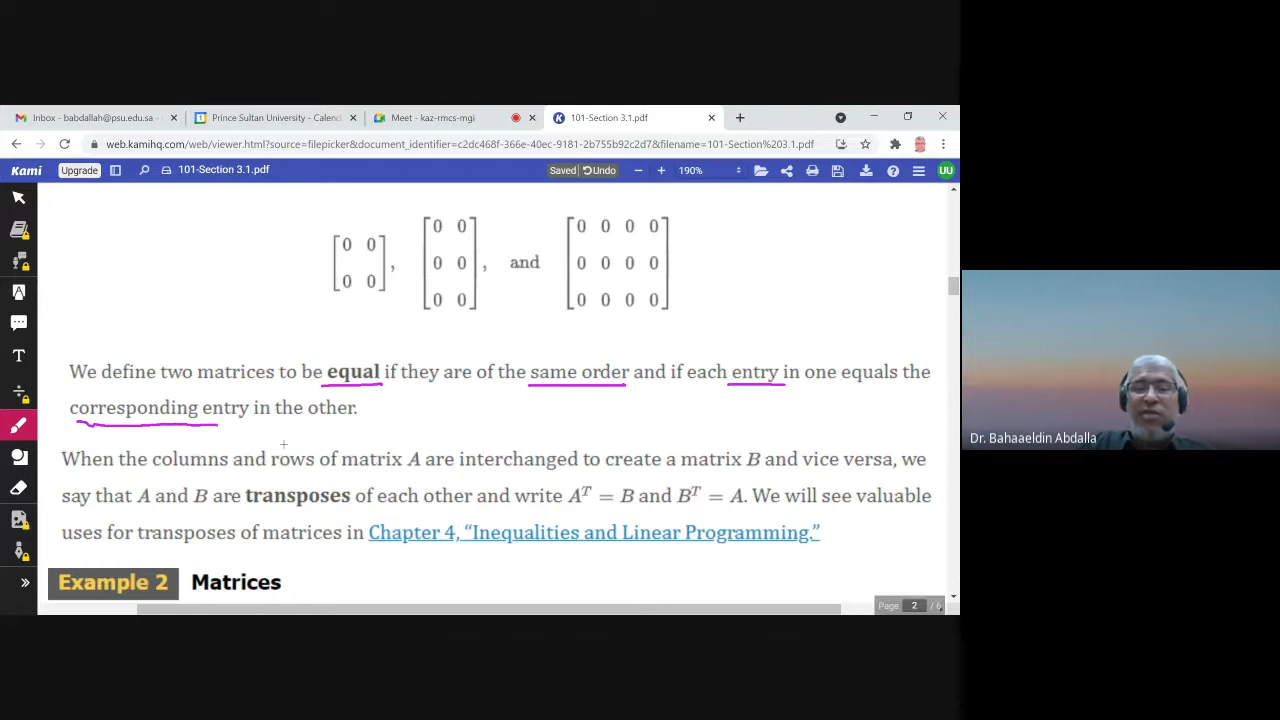 Inbox - babdallah@psu.edu.sa - Prince Sultan University - Calend Meet - kaz-rmcs-mgi 101-Section 3.1.pdf
web.kamihq.com/web/viewer.html?source=filepicker&document_identifier=c2dc468f-366e-40ec-9181-2b755b92c2d7&filename=101-Section%203.1.pdf
Kami Upgrade 101-Section 3.1.pdf Saved Undo 190% UU
0 0 0 0 0 0 0 0
0 0 0 0 , 0 0 , and 0 0 0 0
0 0 0 0 0 0
We define two matrices to be equal if they are of the same order and if each entry in one equals the
corresponding entry in the other.
When the columns and rows of matrix A are interchanged to create a matrix B and vice versa, we
say that A and B are transposes of each other and write Aᵀ = B and Bᵀ = A. We will see valuable
uses for transposes of matrices in Chapter 4, “Inequalities and Linear Programming.”
Example 2 Matrices
Page 2 / 6
Dr. Bahaaeldin Abdalla